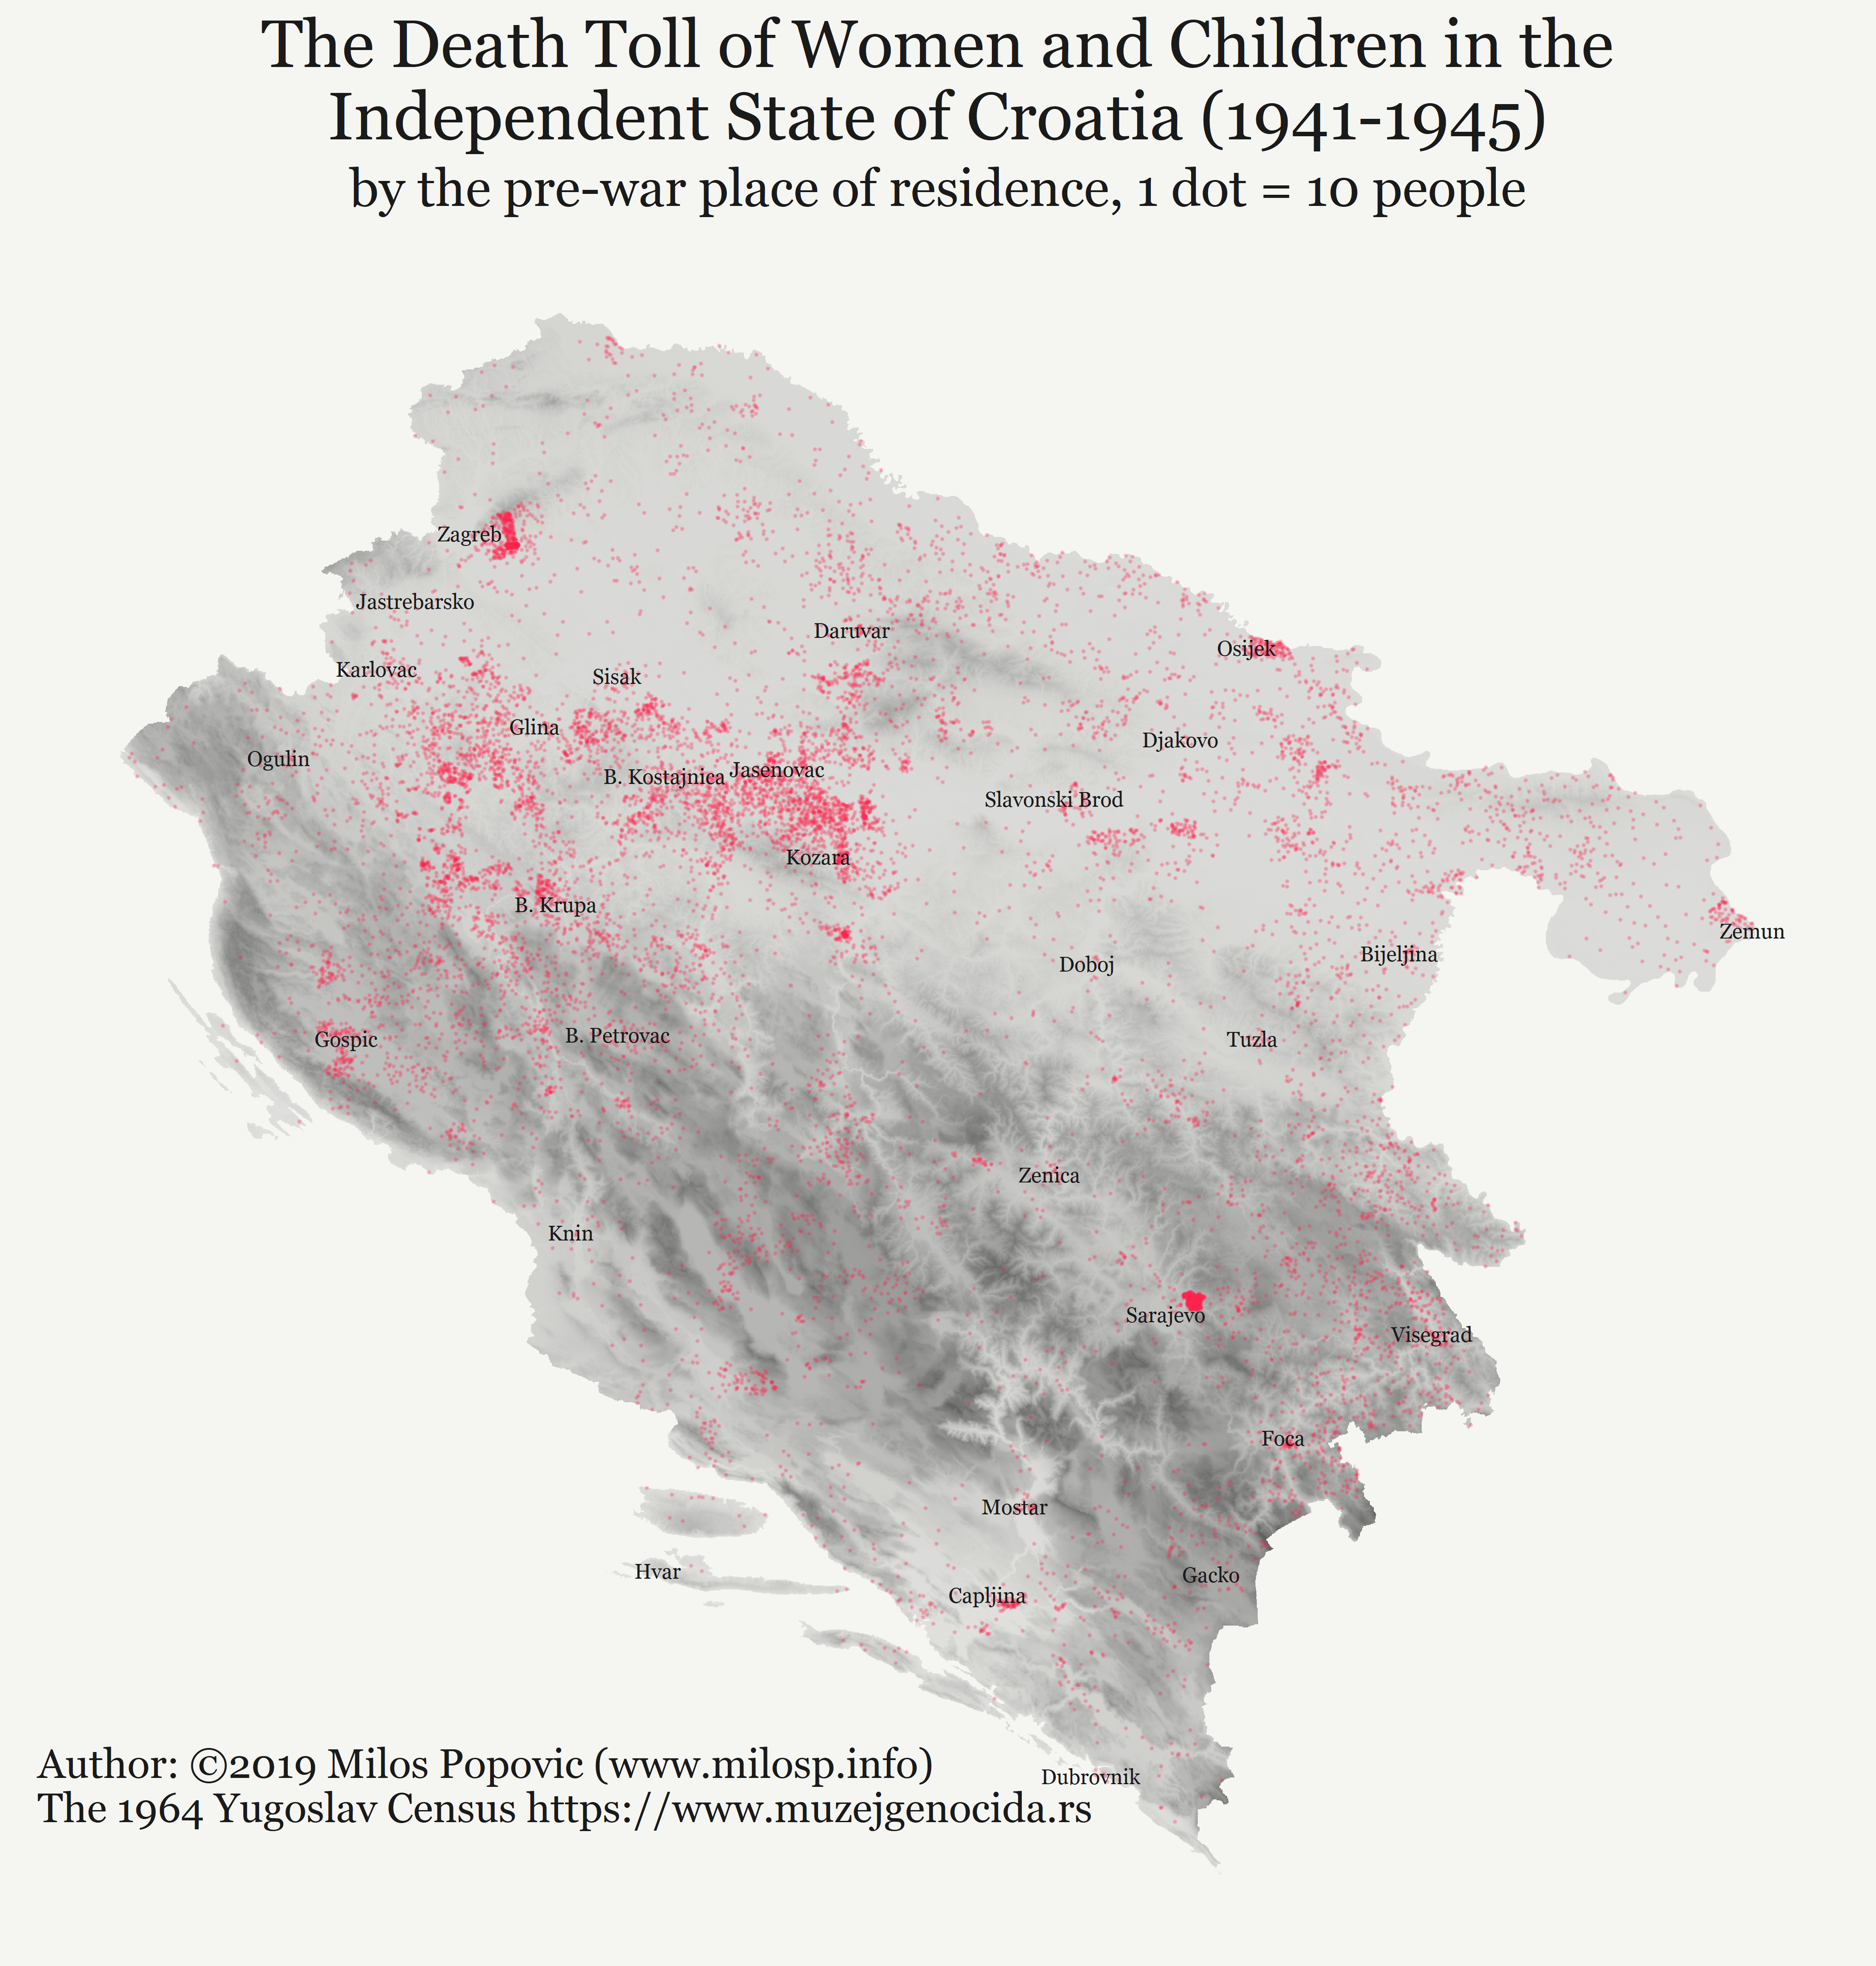 The Death Toll of Women and Children in the
Independent State of Croatia (1941-1945)
by the pre-war place of residence, 1 dot = 10 people
Zagreb
Jastrebarsko
Daruvar
Osijek
Karlovac
Sisak
Glina
Djakovo
Ogulin
B. Kostajnica
Jasenovac
Slavonski Brod
Kozara
B. Krupa
Zemun
Bijeljina
Doboj
Gospic
B. Petrovac
Tuzla
Zenica
Knin
Sarajevo
Visegrad
Foca
Mostar
Hvar
Gacko
Capljina
Author: ©2019 Milos Popovic (www.milosp.info)
Dubrovnik
The 1964 Yugoslav Census https://www.muzejgenocida.rs